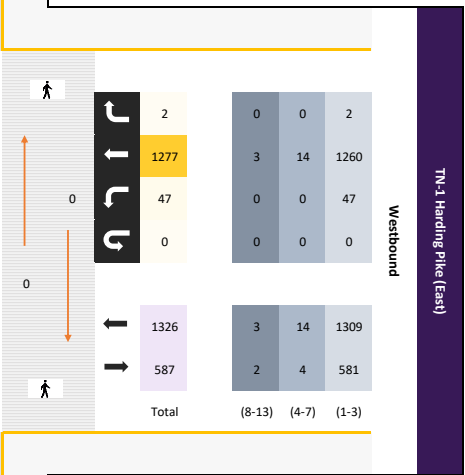 2 0 0 2
1277 3 14 1260
0 47 0 0 47
0 0 0 0
0
1326 3 14 1309
587 2 4 581
Total (8-13) (4-7) (1-3)
Westbound
TN-1 Harding Pike (East)